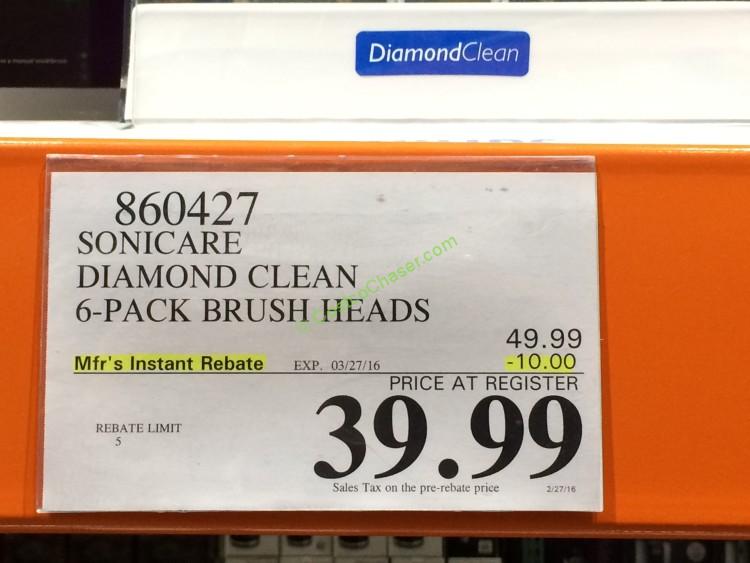 DiamondClean
860427
SONICARE
DIAMOND CLEAN
6-PACK BRUSH HEADS
© CostcoChaser.com
49.99
Mfr's Instant Rebate EXP. 03/27/16 -10.00
PRICE AT REGISTER
39.99
REBATE LIMIT
5
Sales Tax on the pre-rebate price 2/27/16